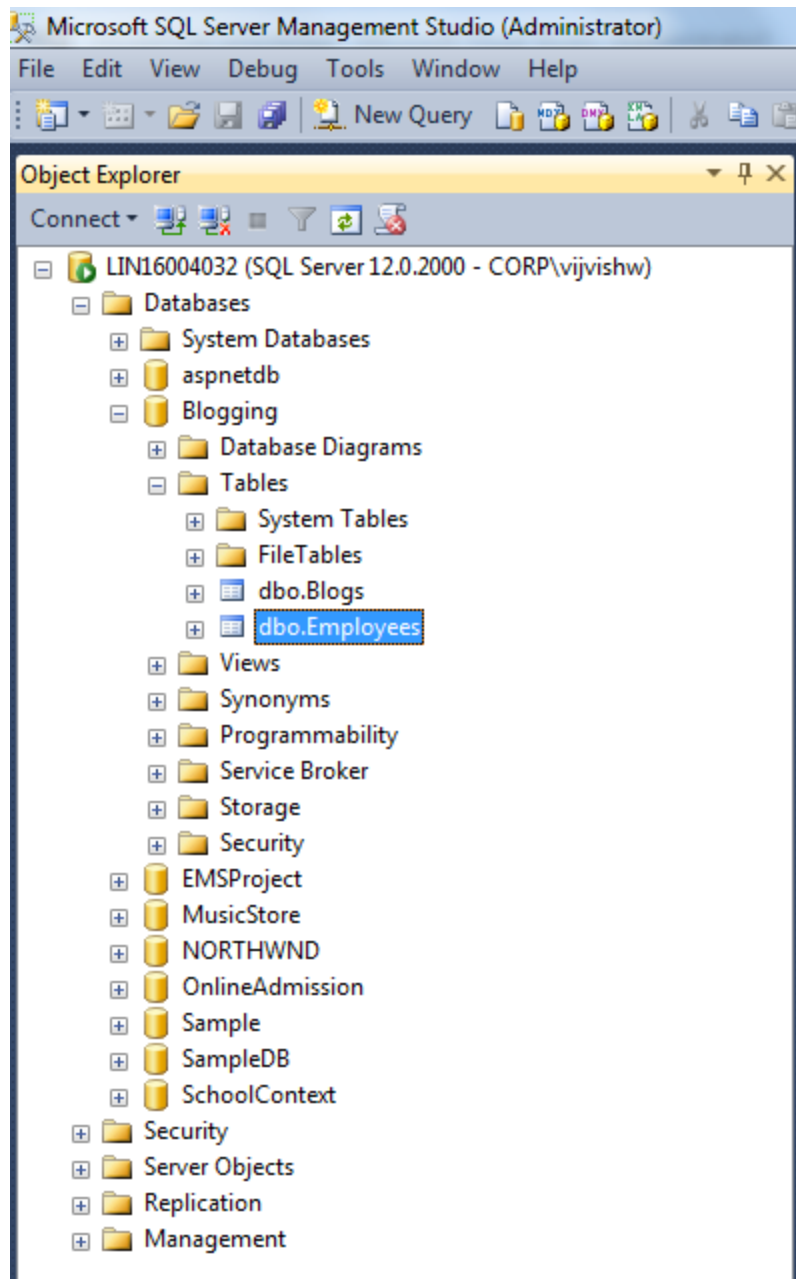 Microsoft SQL Server Management Studio (Administrator)
File Edit View Debug Tools Window Help
New Query
Object Explorer
Connect
LIN16004032 (SQL Server 12.0.2000 - CORP\vijvishw)
Databases
System Databases
aspnetdb
Blogging
Database Diagrams
Tables
System Tables
FileTables
dbo.Blogs
dbo.Employees
Views
Synonyms
Programmability
Service Broker
Storage
Security
EMSProject
MusicStore
NORTHWND
OnlineAdmission
Sample
SampleDB
SchoolContext
Security
Server Objects
Replication
Management